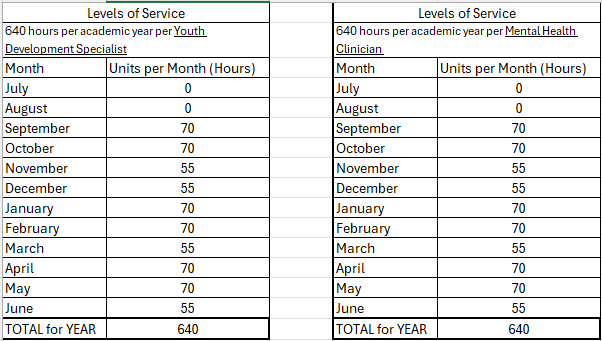 Levels of Service
640 hours per academic year per Youth
Development Specialist
Month Units per Month (Hours)
July 0
August 0
September 70
October 70
November 55
December 55
January 70
February 70
March 55
April 70
May 70
June 55
TOTAL for YEAR 640
Levels of Service
640 hours per academic year per Mental Health
Clinician
Month Units per Month (Hours)
July 0
August 0
September 70
October 70
November 55
December 55
January 70
February 70
March 55
April 70
May 70
June 55
TOTAL for YEAR 640